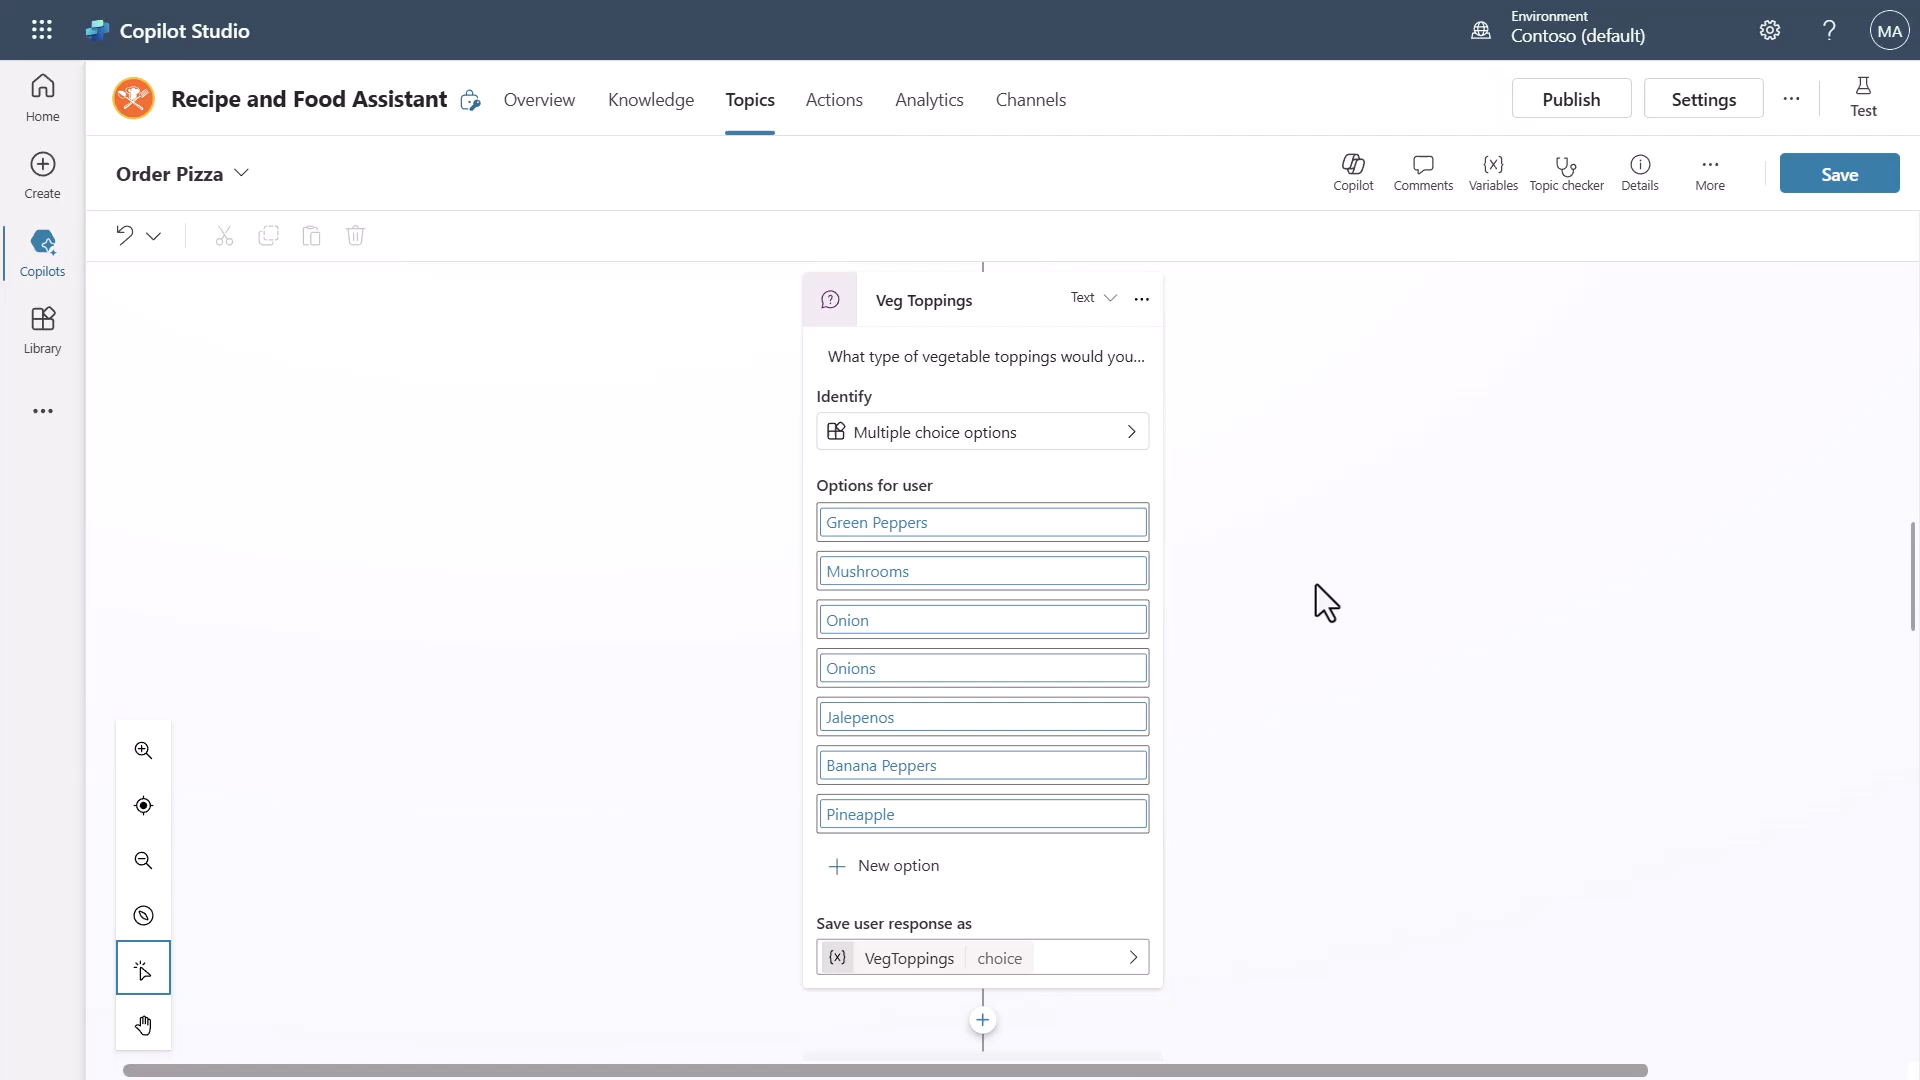 Copilot Studio
Environment
Contoso (default)
MA
Home
Create
Copilots
Library
Recipe and Food Assistant
Overview
Knowledge
Topics
Actions
Analytics
Channels
Publish
Settings
Test
Order Pizza
Copilot
Comments
Variables
Topic checker
Details
More
Save
Veg Toppings
Text
What type of vegetable toppings would you...
Identify
Multiple choice options
Options for user
Green Peppers
Mushrooms
Onion
Onions
Jalepenos
Banana Peppers
Pineapple
New option
Save user response as
{x} VegToppings choice